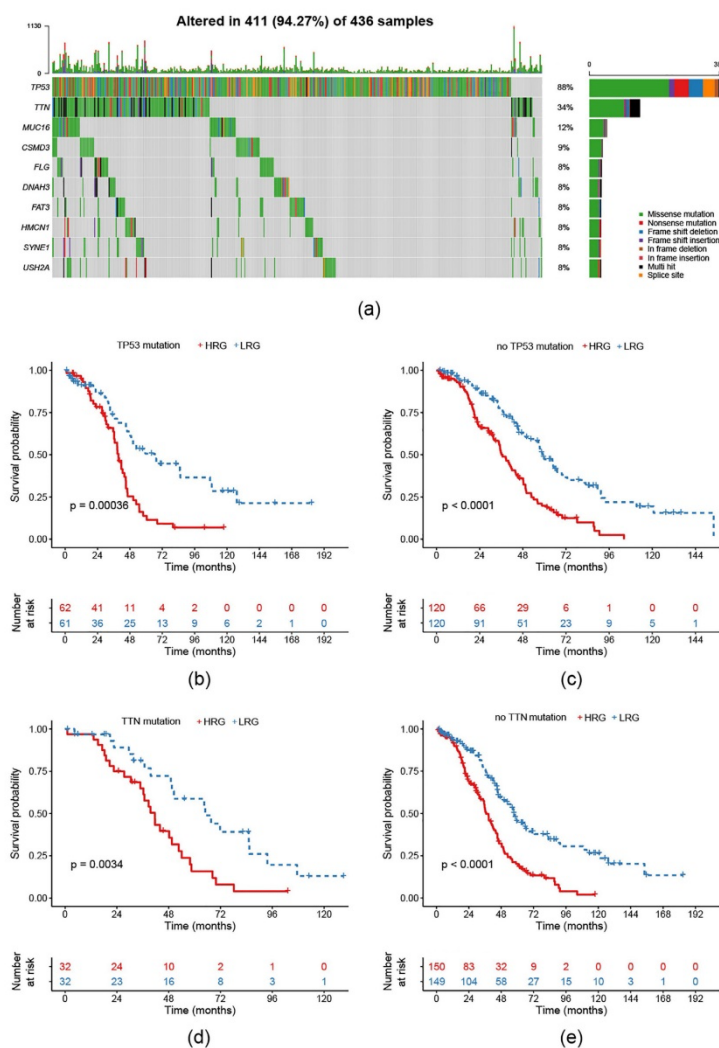 Altered in 411 (94.27%) of 436 samples
1130
0
0 30
TP53 88%
TTN 34%
MUC16 12%
CSMD3 9%
FLG 8%
DNAH3 8%
FAT3 8%
HMCN1 8%
SYNE1 8%
USH2A 8%
Missense mutation
Nonsense mutation
Frame shift deletion
Frame shift insertion
In frame deletion
In frame insertion
Multi hit
Splice site
(a)
TP53 mutation HRG LRG
Survival probability
1.00
0.75
0.50
0.25
0.00
p = 0.00036
0 24 48 72 96 120 144 168 192
Time (months)
Number at risk
62 41 11 4 2 0 0 0 0
61 36 25 13 9 6 2 1 0
0 24 48 72 96 120 144 168 192
Time (months)
(b)
no TP53 mutation HRG LRG
Survival probability
1.00
0.75
0.50
0.25
0.00
p < 0.0001
0 24 48 72 96 120 144
Time (months)
Number at risk
120 66 29 6 1 0 0
120 91 51 23 9 5 1
0 24 48 72 96 120 144
Time (months)
(c)
TTN mutation HRG LRG
Survival probability
1.00
0.75
0.50
0.25
0.00
p = 0.0034
0 24 48 72 96 120
Time (months)
Number at risk
32 24 10 2 1 0
32 23 16 8 3 1
0 24 48 72 96 120
Time (months)
(d)
no TTN mutation HRG LRG
Survival probability
1.00
0.75
0.50
0.25
0.00
p < 0.0001
0 24 48 72 96 120 144 168 192
Time (months)
Number at risk
150 83 32 9 2 0 0 0 0
149 104 58 27 15 10 3 1 0
0 24 48 72 96 120 144 168 192
Time (months)
(e)